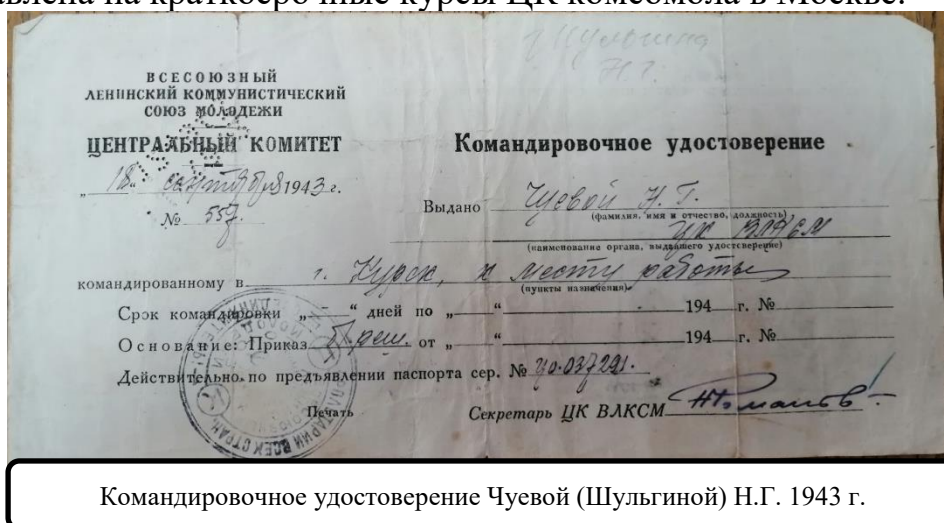 авлена на краткосрочные курсы ЦК комсомола в Москве.
Шульгина
Н.Г.
ВСЕСОЮЗНЫЙ
ЛЕНИНСКИЙ КОММУНИСТИЧЕСКИЙ
СОЮЗ МОЛОДЕЖИ
ЦЕНТРАЛЬНЫЙ КОМИТЕТ
„18“ сентября 1943 г.
№ 557.
Командировочное удостоверение
Выдано Чуевой Н. Г.
(фамилия, имя и отчество, должность)
ЦК ВЛКСМ
(наименование органа, выдавшего удостоверение)
командированному в г. Курск, к месту работы
(пункты назначения)
Срок командировки „ “ дней по „ “ 194 г. №
Основание: Приказ от „ “ 194 г. №
Действительно по предъявлении паспорта сер. №
Печать
Секретарь ЦК ВЛКСМ
Командировочное удостоверение Чуевой (Шульгиной) Н.Г. 1943 г.